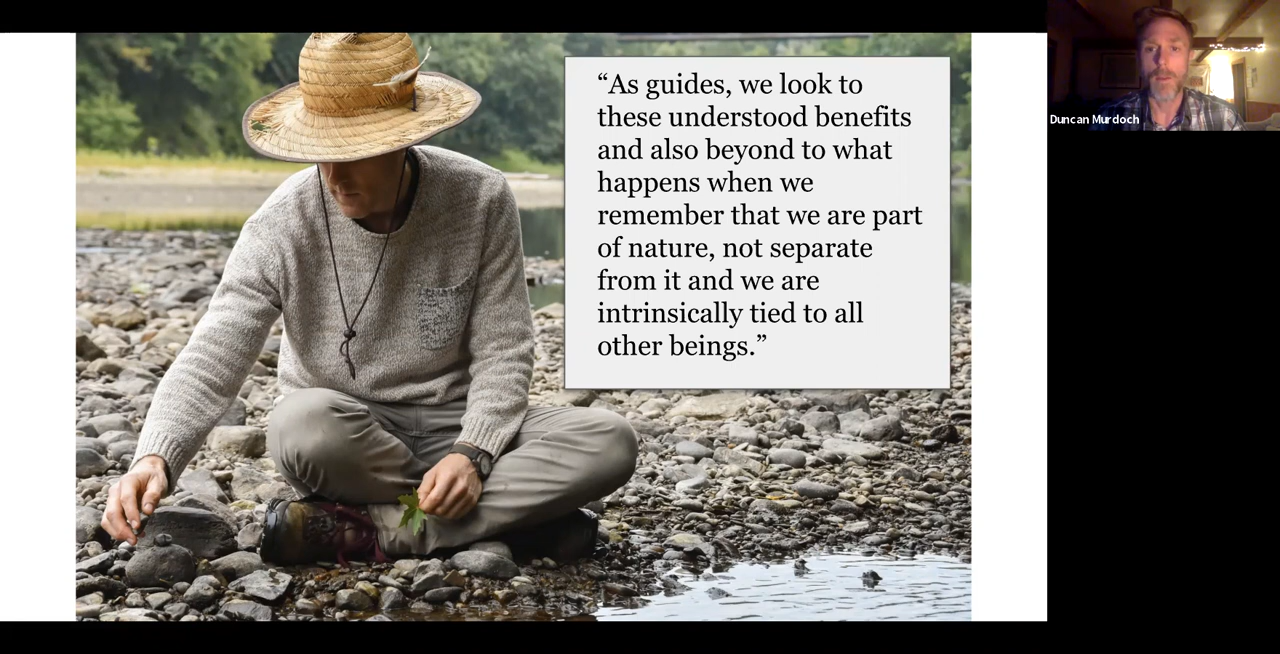 “As guides, we look to
these understood benefits
and also beyond to what
happens when we
remember that we are part
of nature, not separate
from it and we are
intrinsically tied to all
other beings.”
Duncan Murdoch